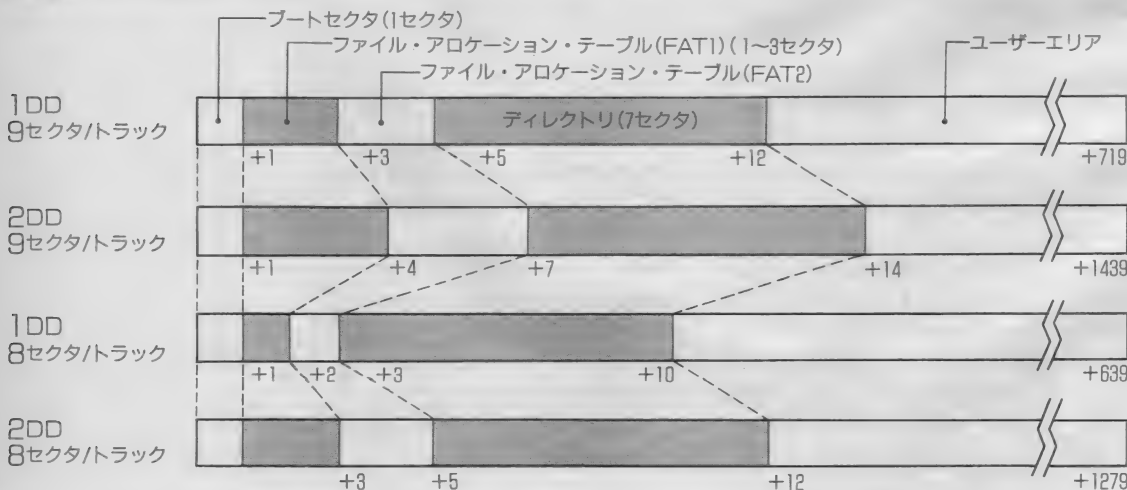 ブートセクタ(1セクタ)
ファイル・アロケーション・テーブル(FAT1)(1~3セクタ)
ファイル・アロケーション・テーブル(FAT2)
ユーザーエリア
1DD
9セクタ/トラック
ディレクトリ(7セクタ)
+1 +3 +5 +12 +719
2DD
9セクタ/トラック
+1 +4 +7 +14 +1439
1DD
8セクタ/トラック
+1 +2 +3 +10 +639
2DD
8セクタ/トラック
+3 +5 +12 +1279